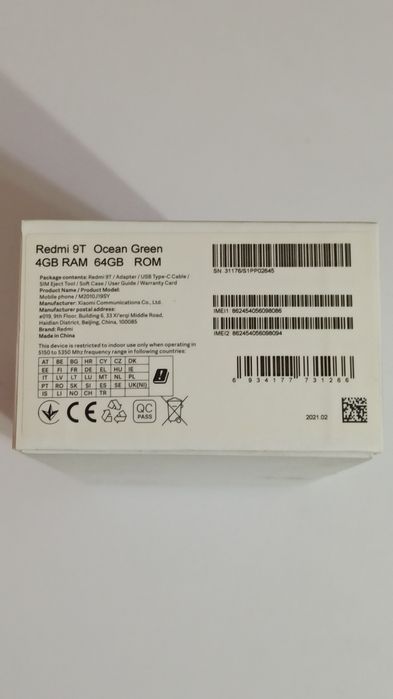 Redmi 9T Ocean Green
4GB RAM 64GB ROM
Package contents: Redmi 9T / Adapter / USB Type-C Cable /
SIM Eject Tool / Soft Case / User Guide / Warranty Card
Product Name / Product Model:
Mobile phone / M2010J19SY
Manufacturer: Xiaomi Communications Co., Ltd.
Manufacturer postal address:
#019, 9th Floor, Building 6, 33 Xi'erqi Middle Road,
Haidian District, Beijing, China, 100085
Brand: Redmi
Made in China
This device is restricted to indoor use only when operating in
5150 to 5350 Mhz frequency range in following countries:
AT BE BG HR CY CZ DK
EE FI FR DE EL HU IE
IT LV LT LU MT NL PL
PT RO SK SI ES SE UK(NI)
IS LI NO CH TR
CE
QC
PASS
SN 31176/S1PP02645
IMEI1 862454056098086
IMEI2 862454056098094
6 934177 731266
2021.02